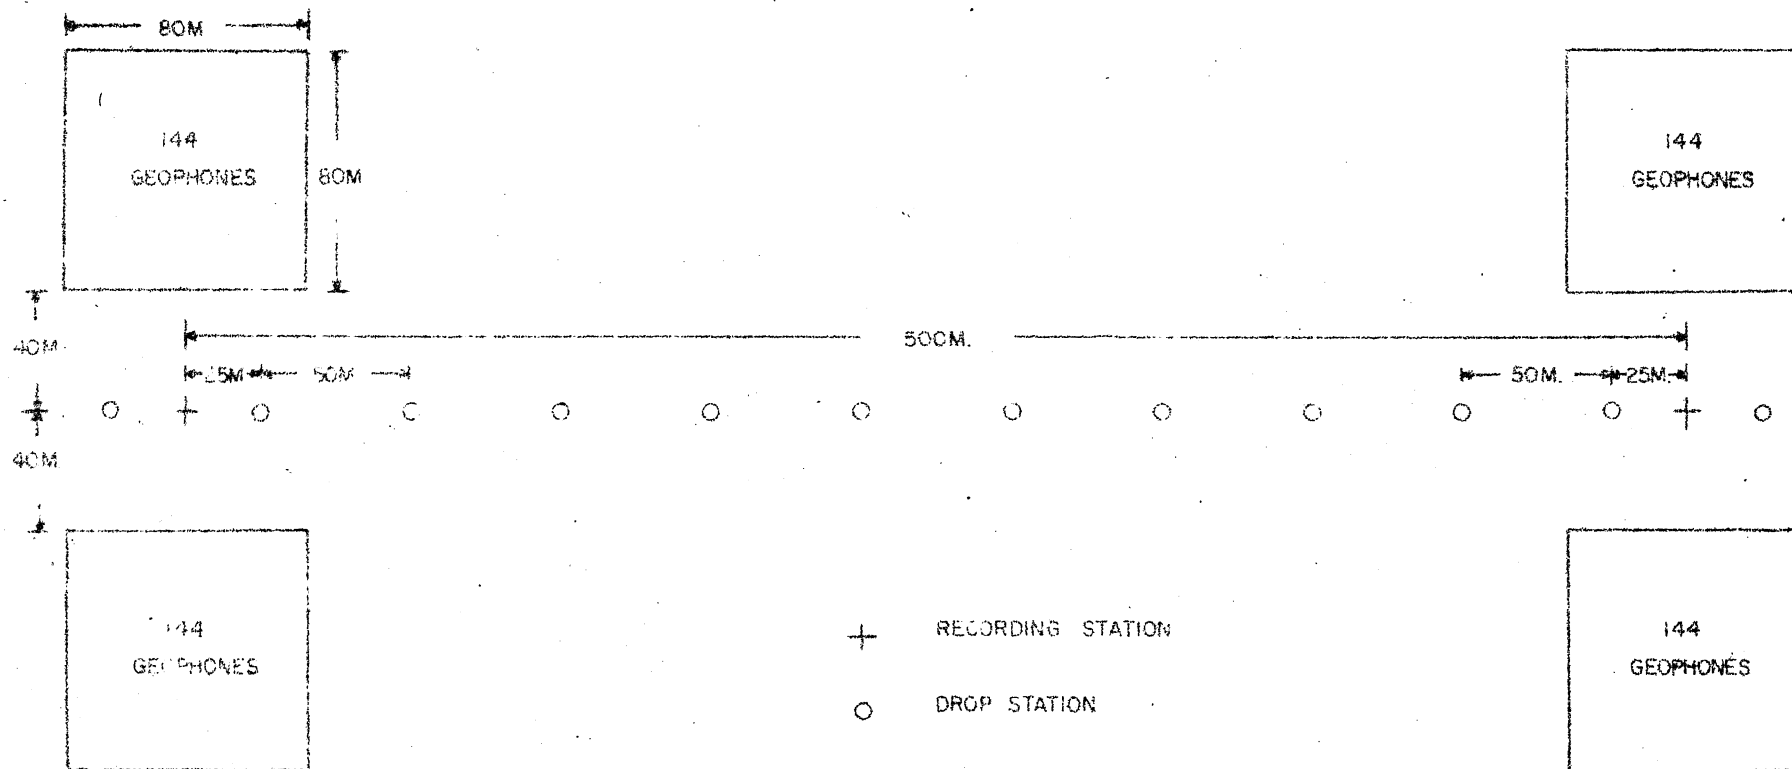 80M
144
GEOPHONES
80M
144
GEOPHONES
40M
500M.
25M
50M
50M.
25M.
40M
144
GEOPHONES
144
GEOPHONES
RECORDING STATION
DROP STATION